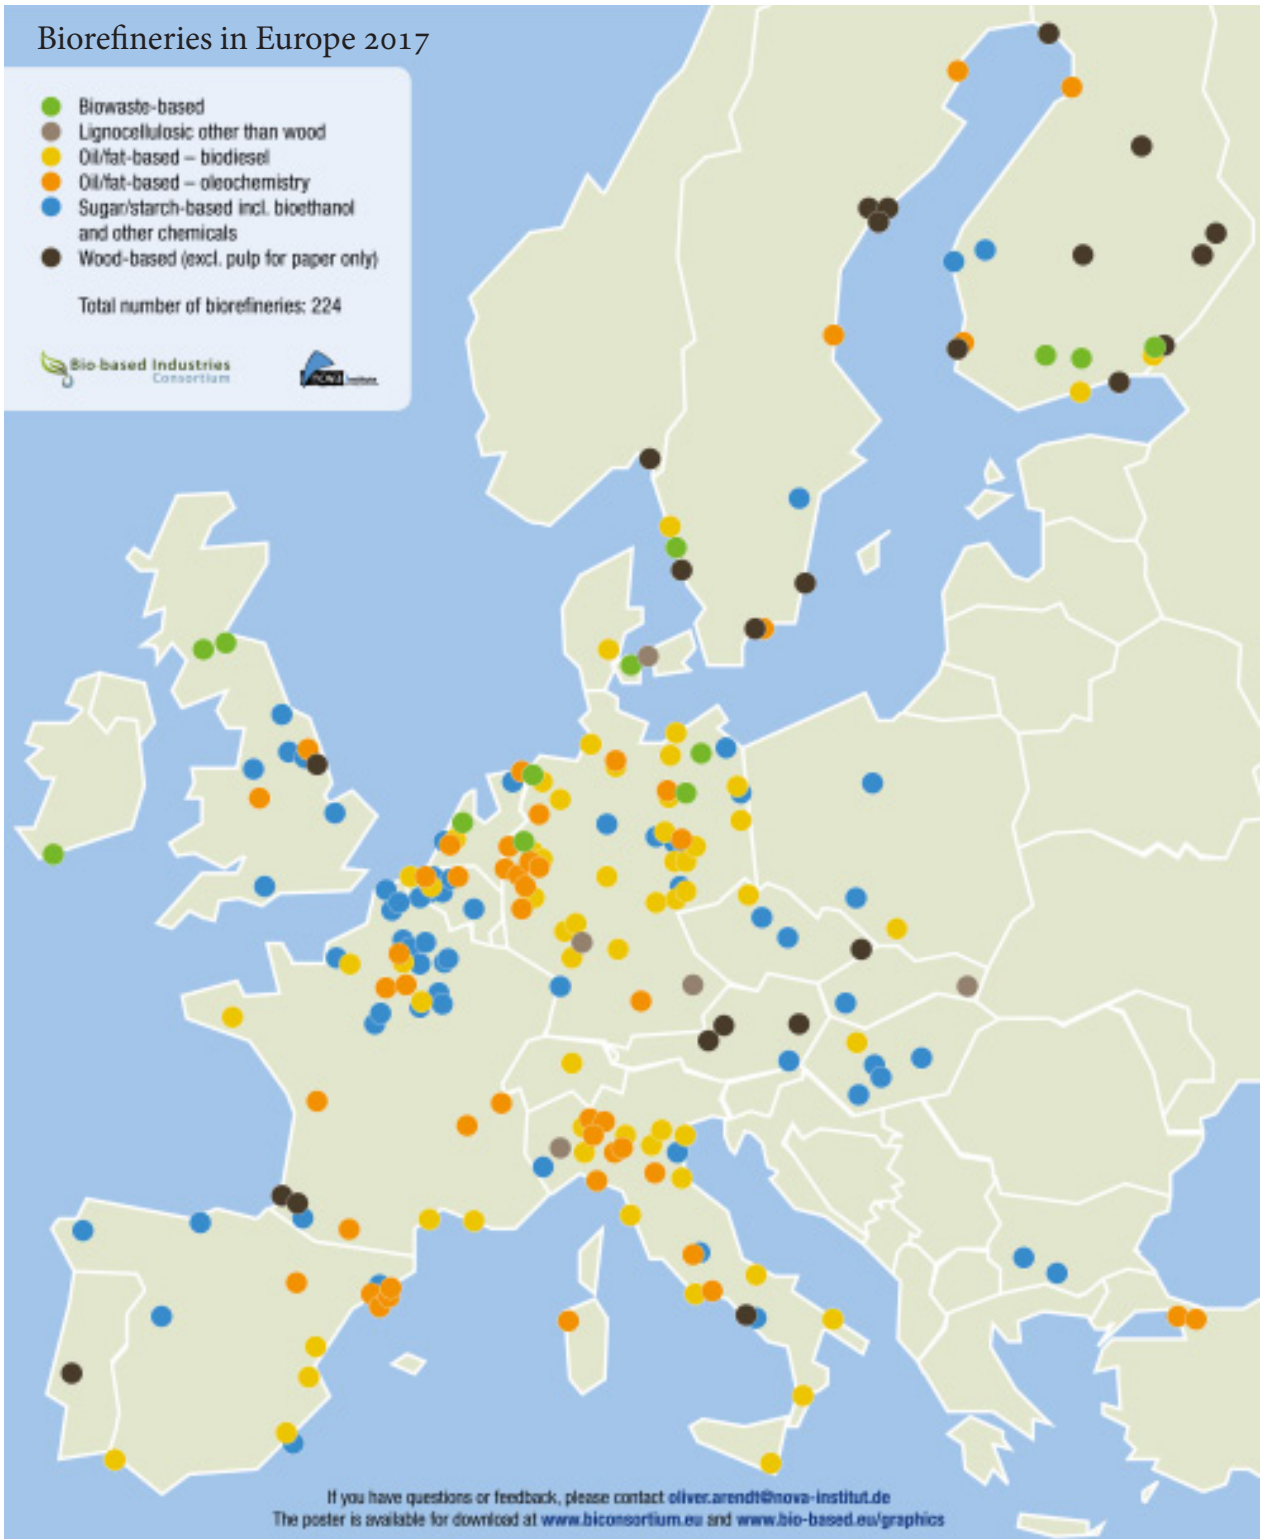 Biorefineries in Europe 2017
Biowaste-based
Lignocellulosic other than wood
Oil/fat-based – biodiesel
Oil/fat-based – oleochemistry
Sugar/starch-based incl. bioethanol
and other chemicals
Wood-based (excl. pulp for paper only)
Total number of biorefineries: 224
Bio-based Industries
Consortium
Institute
If you have questions or feedback, please contact oliver.arendt@nova-institut.de
The poster is available for download at www.biconsortium.eu and www.bio-based.eu/graphics